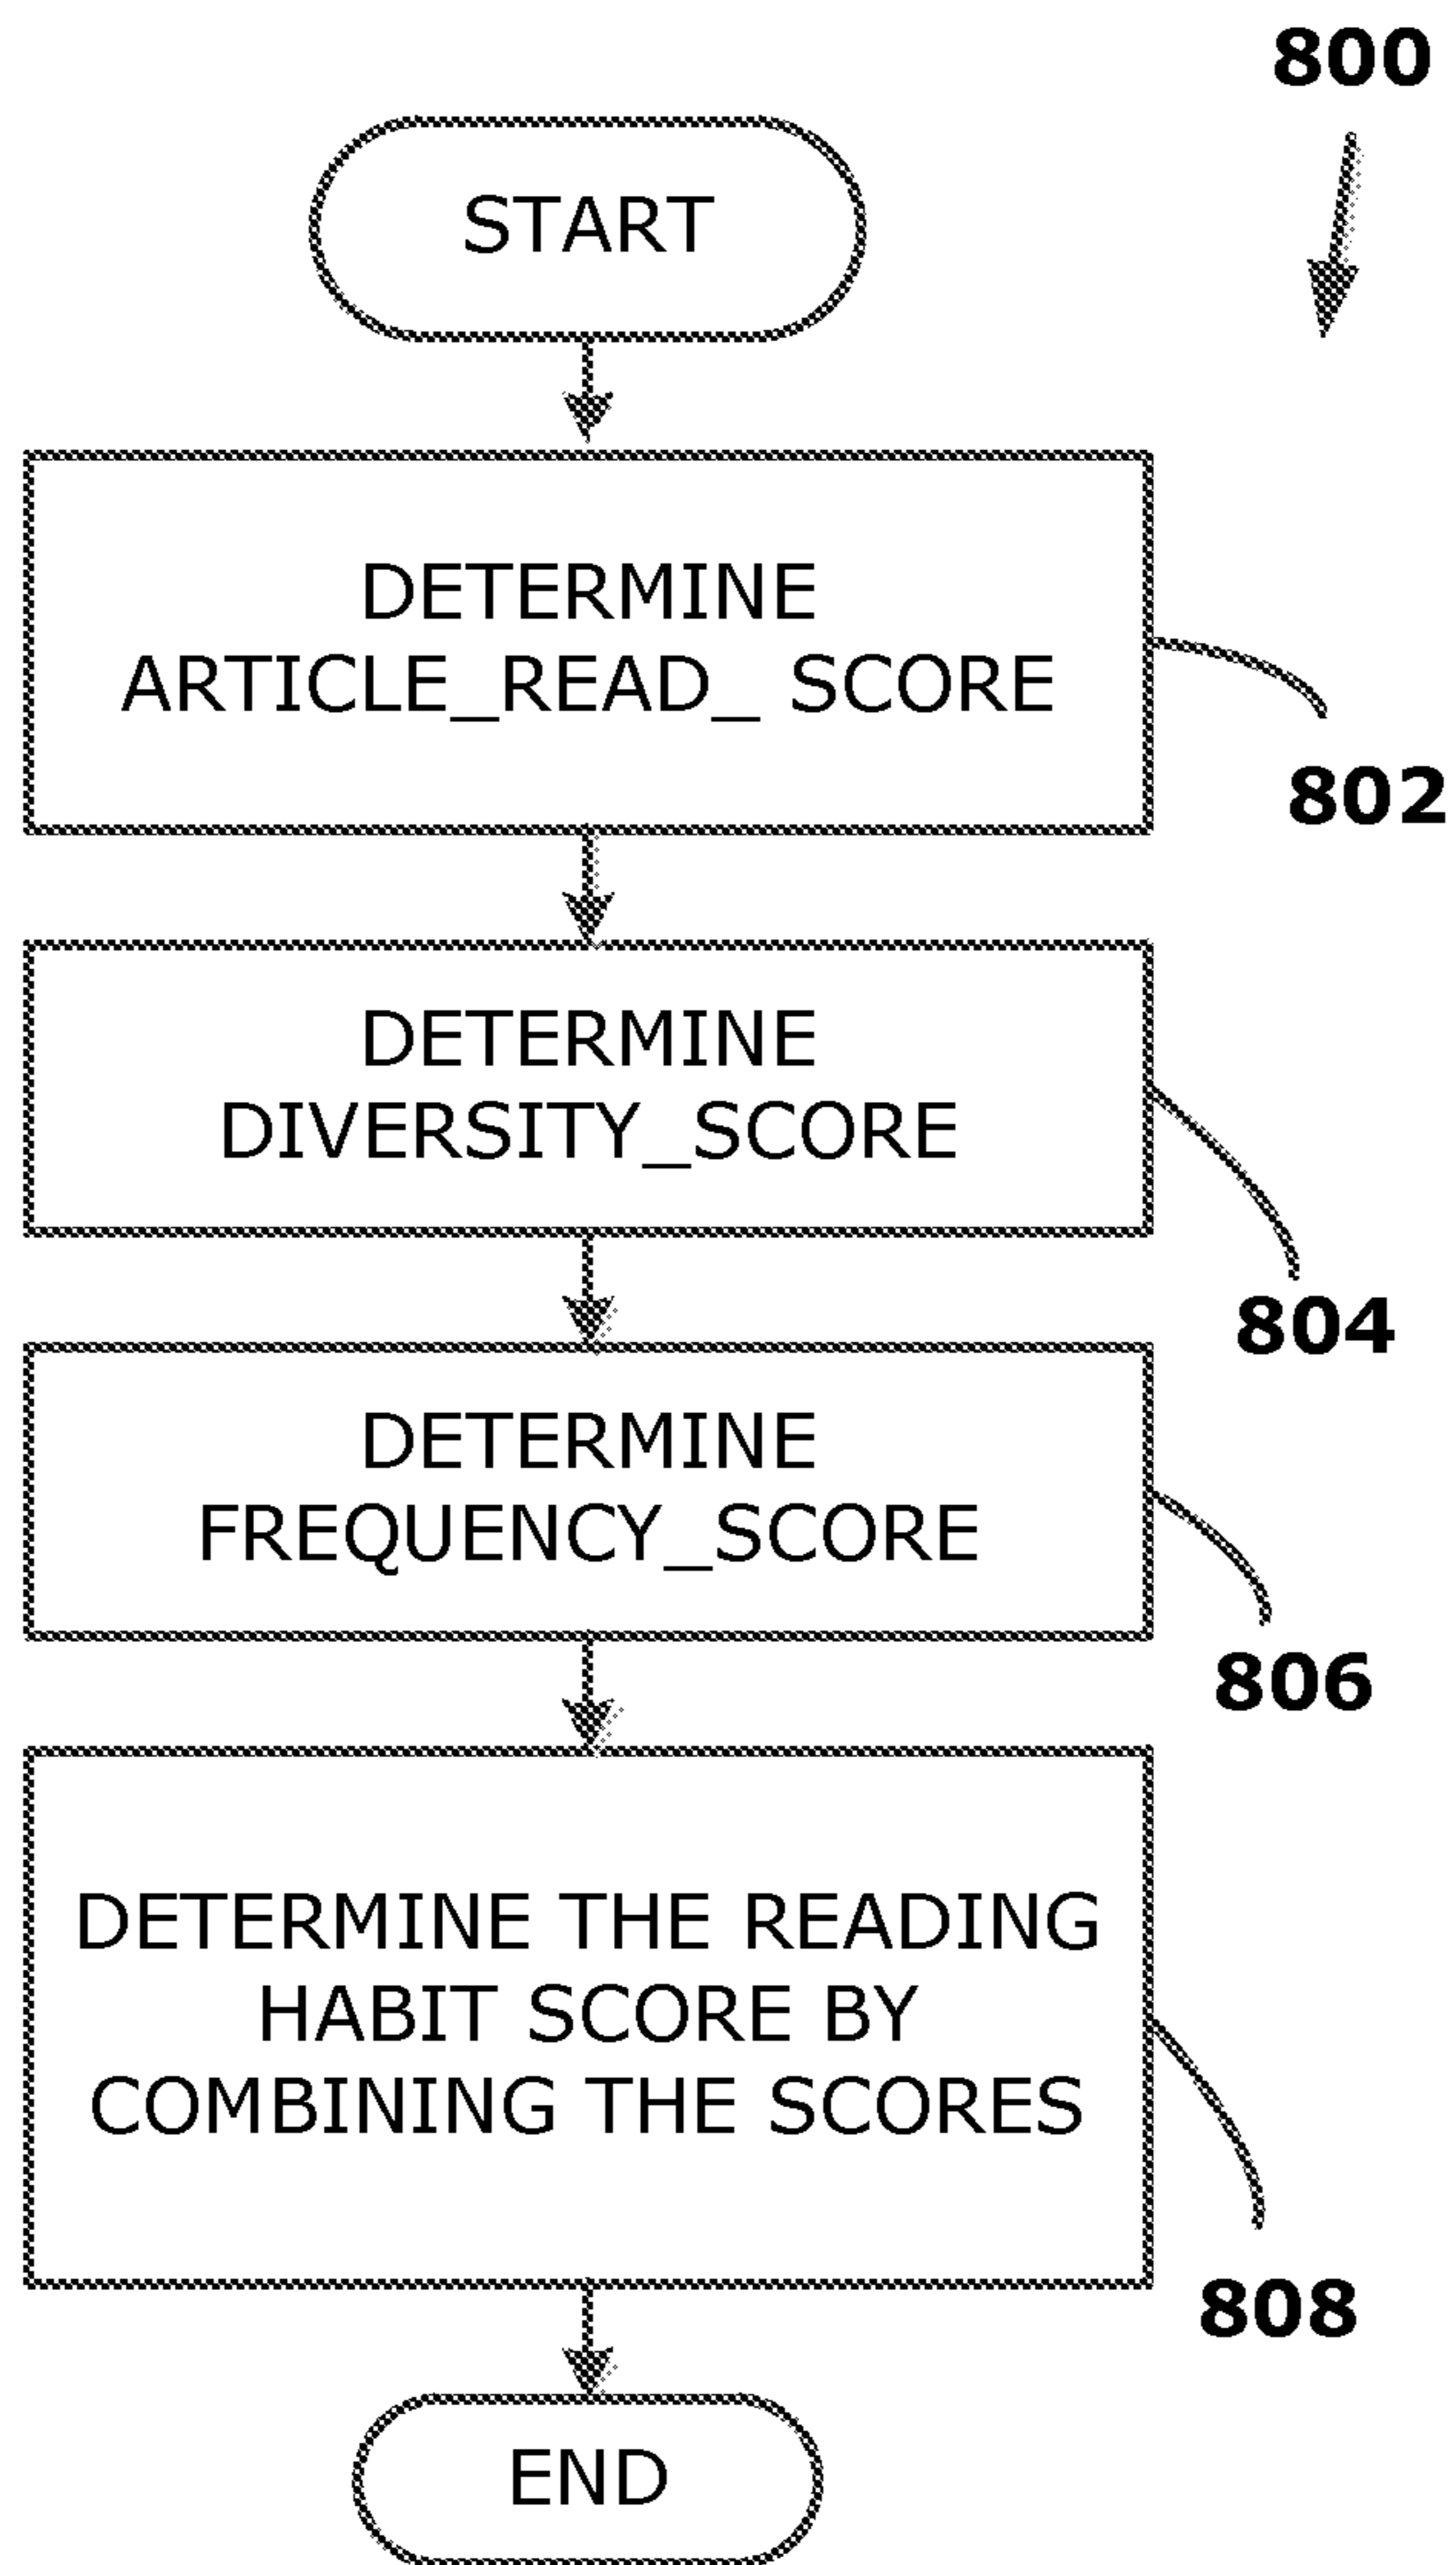 800
START
DETERMINE
ARTICLE_READ_ SCORE
802
DETERMINE
DIVERSITY_SCORE
804
DETERMINE
FREQUENCY_SCORE
806
DETERMINE THE READING
HABIT SCORE BY
COMBINING THE SCORES
808
END